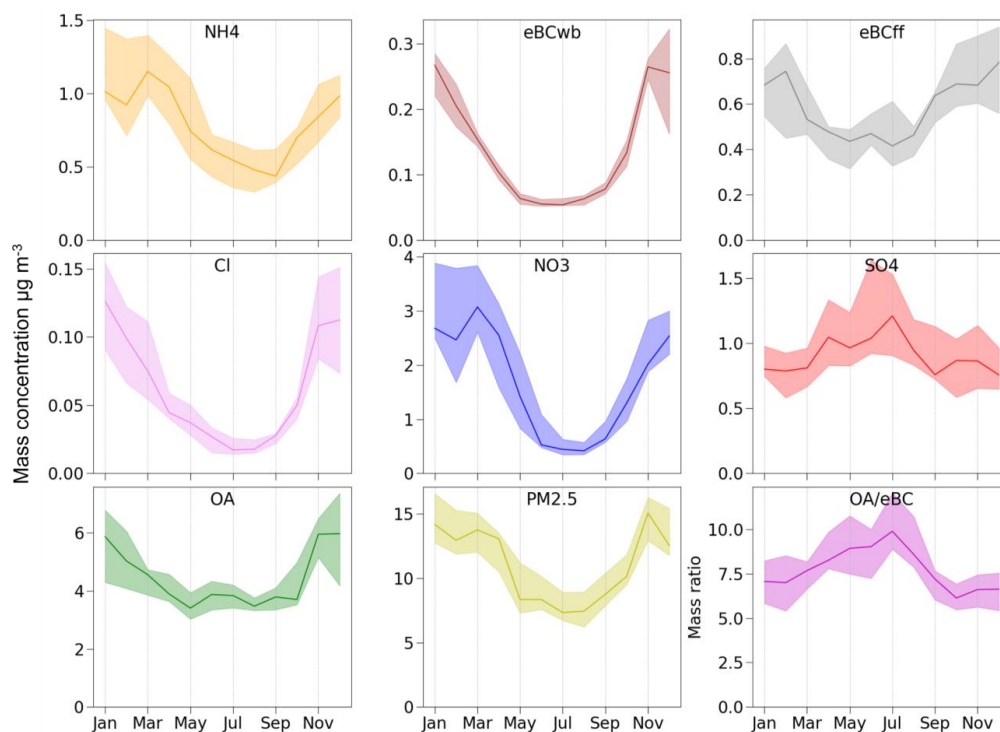 NH4
1.5
1.0
0.5
0.0
eBCwb
0.3
0.2
0.1
0.0
eBCff
0.8
0.6
0.4
0.2
0.0
Mass concentration µg m-3
Cl
0.15
0.10
0.05
0.00
NO3
4
3
2
1
0
SO4
1.5
1.0
0.5
0.0
OA
6
4
2
0
Jan Mar May Jul Sep Nov
PM2.5
15
10
5
0
Jan Mar May Jul Sep Nov
OA/eBC
Mass ratio
10.0
7.5
5.0
2.5
0.0
Jan Mar May Jul Sep Nov